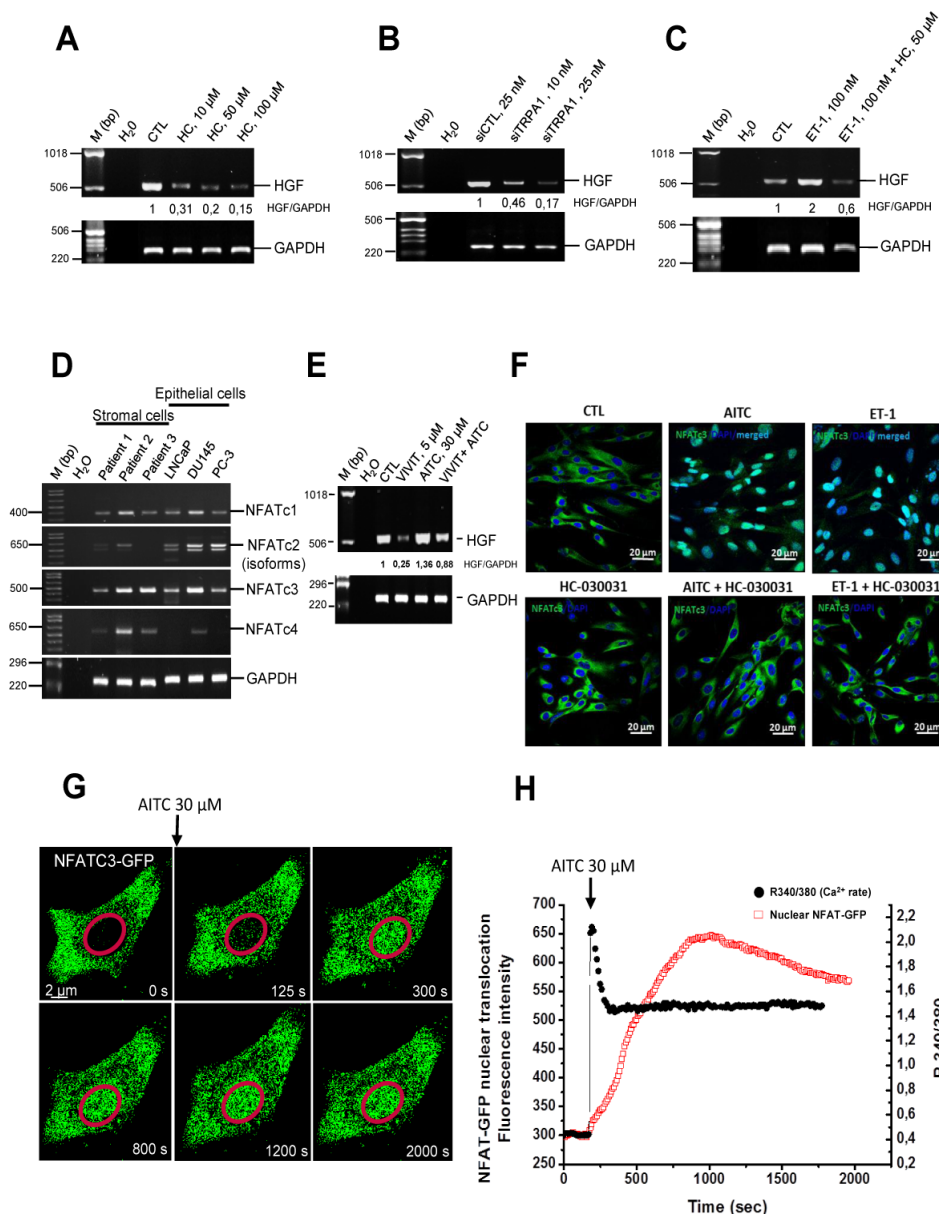 A
M (bp)
H₂0
CTL
HC, 10 µM
HC, 50 µM
HC, 100 µM
1018
506
HGF
1 0,31 0,2 0,15 HGF/GAPDH
506
220
GAPDH
B
M (bp)
H₂0
siCTL, 25 nM
siTRPA1, 10 nM
siTRPA1, 25 nM
1018
506
HGF
1 0,46 0,17 HGF/GAPDH
506
220
GAPDH
C
M (bp)
H₂0
CTL
ET-1, 100 nM
ET-1, 100 nM + HC, 50 µM
1018
506
HGF
1 2 0,6 HGF/GAPDH
506
220
GAPDH
D
Epithelial cells
Stromal cells
M (bp)
H₂O
Patient 1
Patient 2
Patient 3
LNCaP
DU145
PC-3
400
NFATc1
650
NFATc2
(isoforms)
500
NFATc3
650
NFATc4
296
220
GAPDH
E
M (bp)
H₂O
CTL
VIVIT, 5 µM
AITC, 30 µM
VIVIT+ AITC
1018
506
HGF
1 0,25 1,36 0,88 HGF/GAPDH
296
220
GAPDH
F
CTL
NFATc3/DAPI
20 µm
AITC
NFATc3/DAPI/merged
20 µm
ET-1
NFATc3/DAPI/merged
20 µm
HC-030031
NFATc3/DAPI
20 µm
AITC + HC-030031
NFATc3/DAPI
20 µm
ET-1 + HC-030031
NFATc3/DAPI
20 µm
G
AITC 30 µM
NFATC3-GFP
2 µm
0 s
125 s
300 s
800 s
1200 s
2000 s
H
AITC 30 µM
R340/380 (Ca²⁺ rate)
Nuclear NFAT-GFP
NFAT-GFP nuclear translocation
Fluorescence intensity
700
650
600
550
500
450
400
350
300
250
2,2
2,0
1,8
1,6
1,4
1,2
1,0
0,8
0,6
0,4
0,2
R 340/380
0 500 1000 1500 2000
Time (sec)